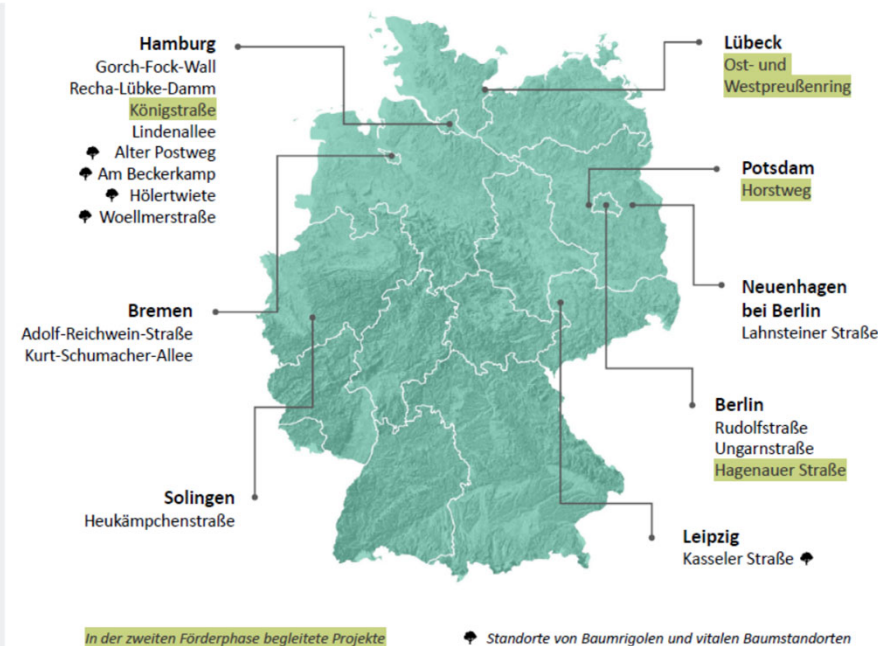 Hamburg
Gorch-Fock-Wall
Recha-Lübke-Damm
Königstraße
Lindenallee
Alter Postweg
Am Beckerkamp
Hölertwiete
Woellmerstraße
Bremen
Adolf-Reichwein-Straße
Kurt-Schumacher-Allee
Solingen
Heukämpchenstraße
Lübeck
Ost- und
Westpreußenring
Potsdam
Horstweg
Neuenhagen
bei Berlin
Lahnsteiner Straße
Berlin
Rudolfstraße
Ungarnstraße
Hagenauer Straße
Leipzig
Kasseler Straße
In der zweiten Förderphase begleitete Projekte
Standorte von Baumrigolen und vitalen Baumstandorten